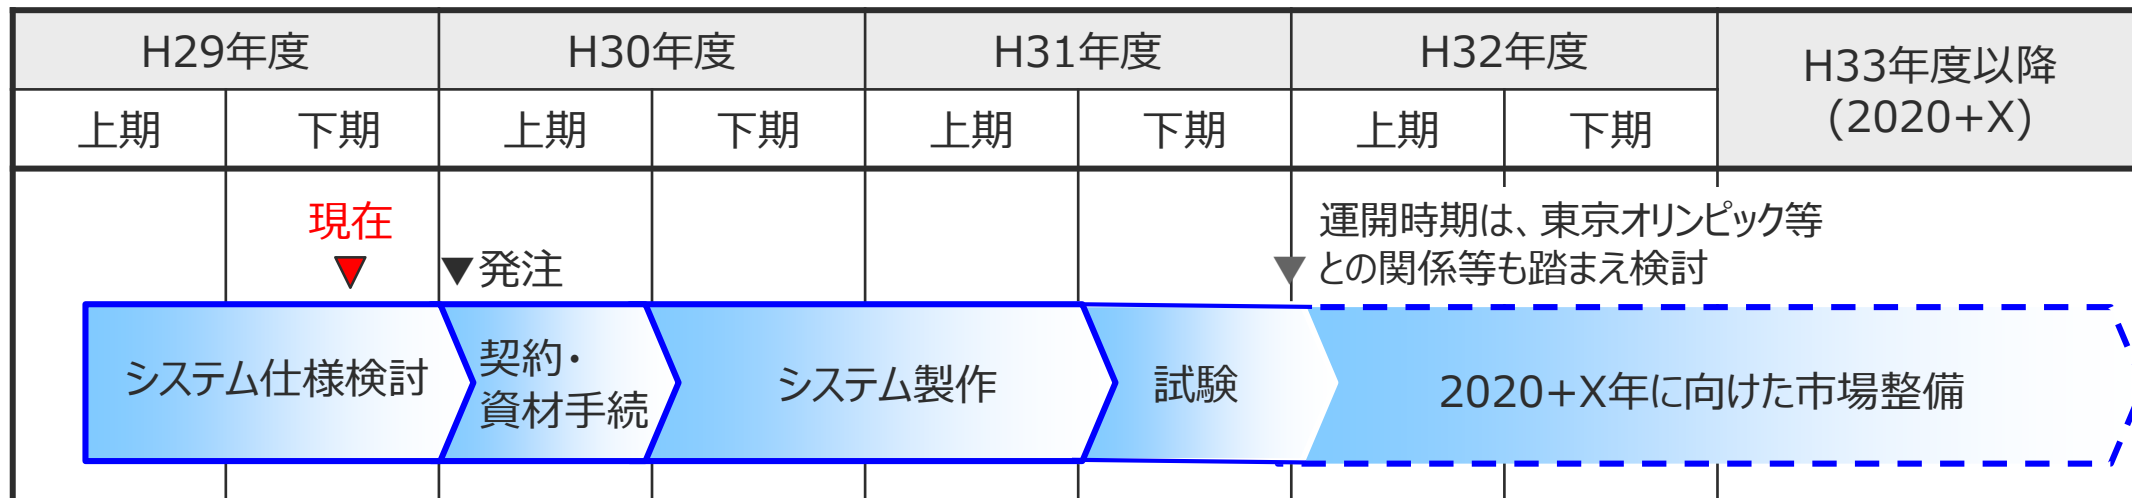 H29年度 H30年度 H31年度 H32年度 H33年度以降
(2020+X)
上期 下期 上期 下期 上期 下期 上期 下期
現在
▼発注
運開時期は、東京オリンピック等
との関係等も踏まえ検討
システム仕様検討
契約・
資材手続
システム製作
試験
2020+X年に向けた市場整備